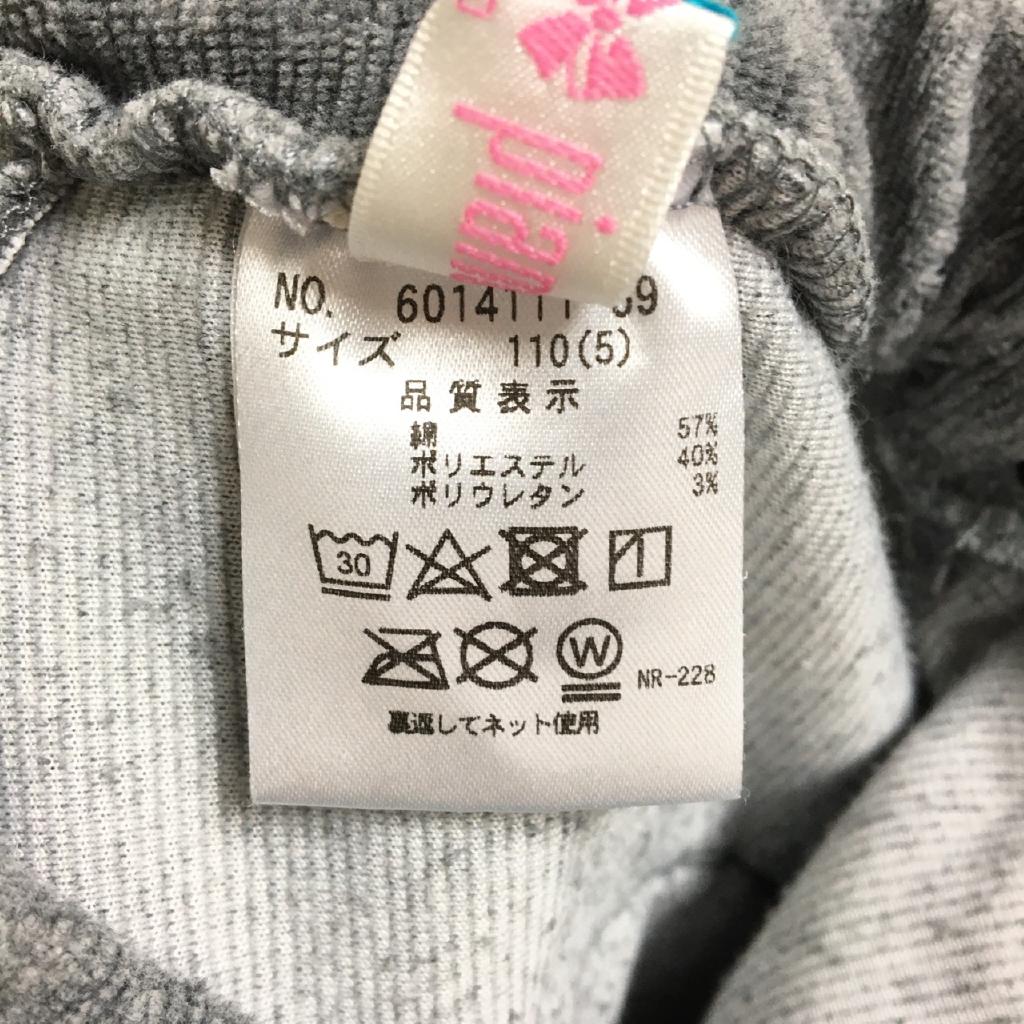 pian
NO. 6014111 59
サイズ 110(5)
品質表示
綿 57%
ポリエステル 40%
ポリウレタン 3%
30
W NR-228
裏返してネット使用